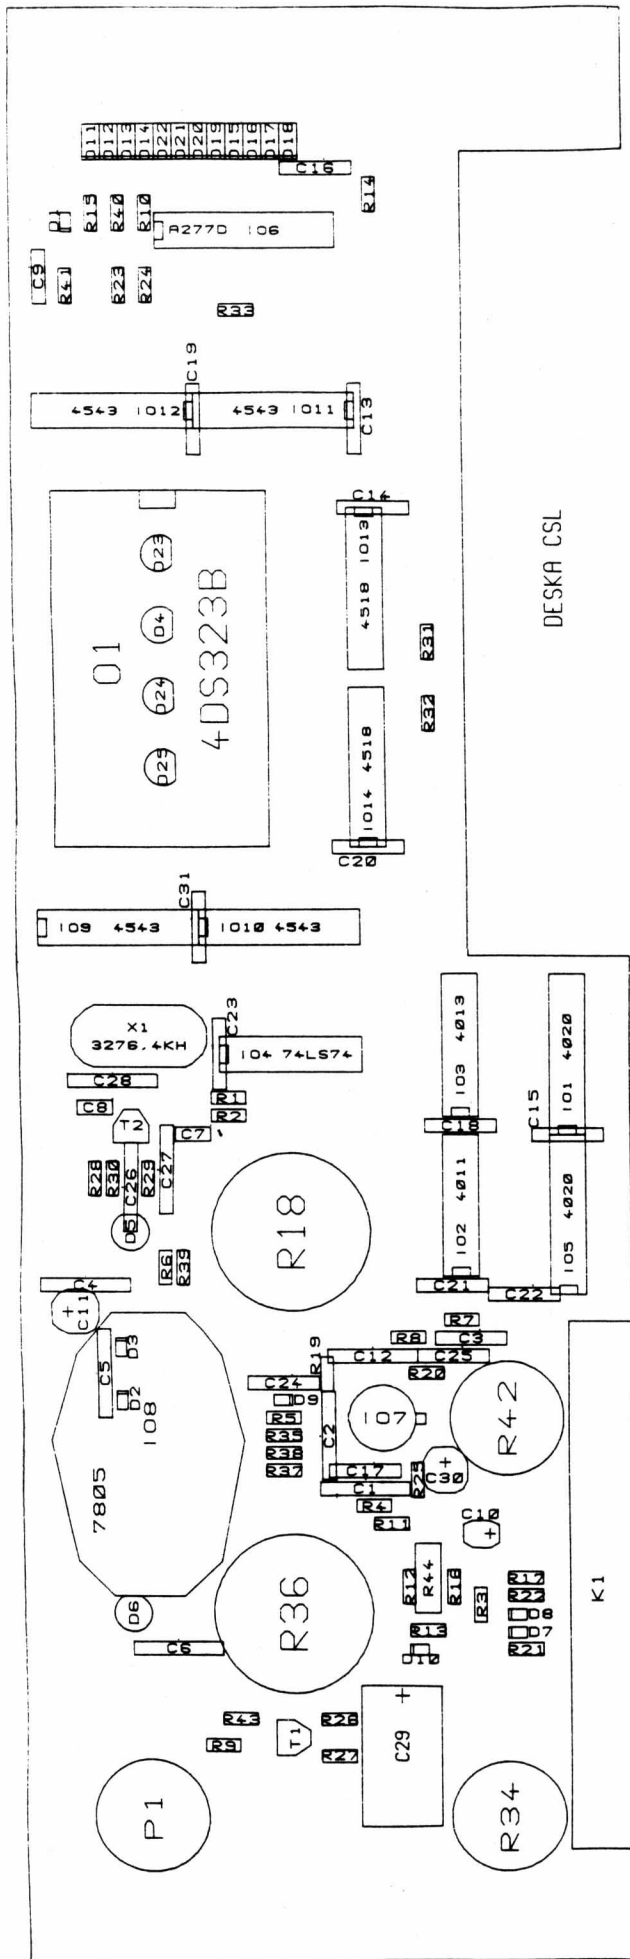 D11
D12
D13
D14
D22
D21
D20
D19
D15
D16
D17
D18
C16
R14
D1
R15
R40
R10
A277D IO6
C9
R41
R23
R24
R33
C19
4543 IO12
4543 IO11
C13
C14
4518 IO13
DESKA CSL
D23
D4
D24
D25
O1
4DS323B
R31
R32
IO14 4518
C20
C31
IO9 4543
IO10 4543
X1
3276.4KH
C23
IO4 74LS74
IO3 4013
IO1 4020
C28
C8
R1
R2
T2
C7
C18
C15
R28
R30
C26
R29
C27
D5
R18
IO2 4011
IO5 4020
R6
R39
C4
C11
+
C21
C22
R7
R8
C3
C5
D3
D2
IO8
7805
R19
C12
C25
R20
C24
D9
R5
R35
R38
R37
C2
IO7
R42
C17
C1
R25
+
C30
R4
R11
C10
+
D6
R36
R12
R44
R16
R3
R17
R22
D8
D7
R21
R13
D10
K1
C6
R43
R9
T1
R26
R27
+
C29
P1
R34